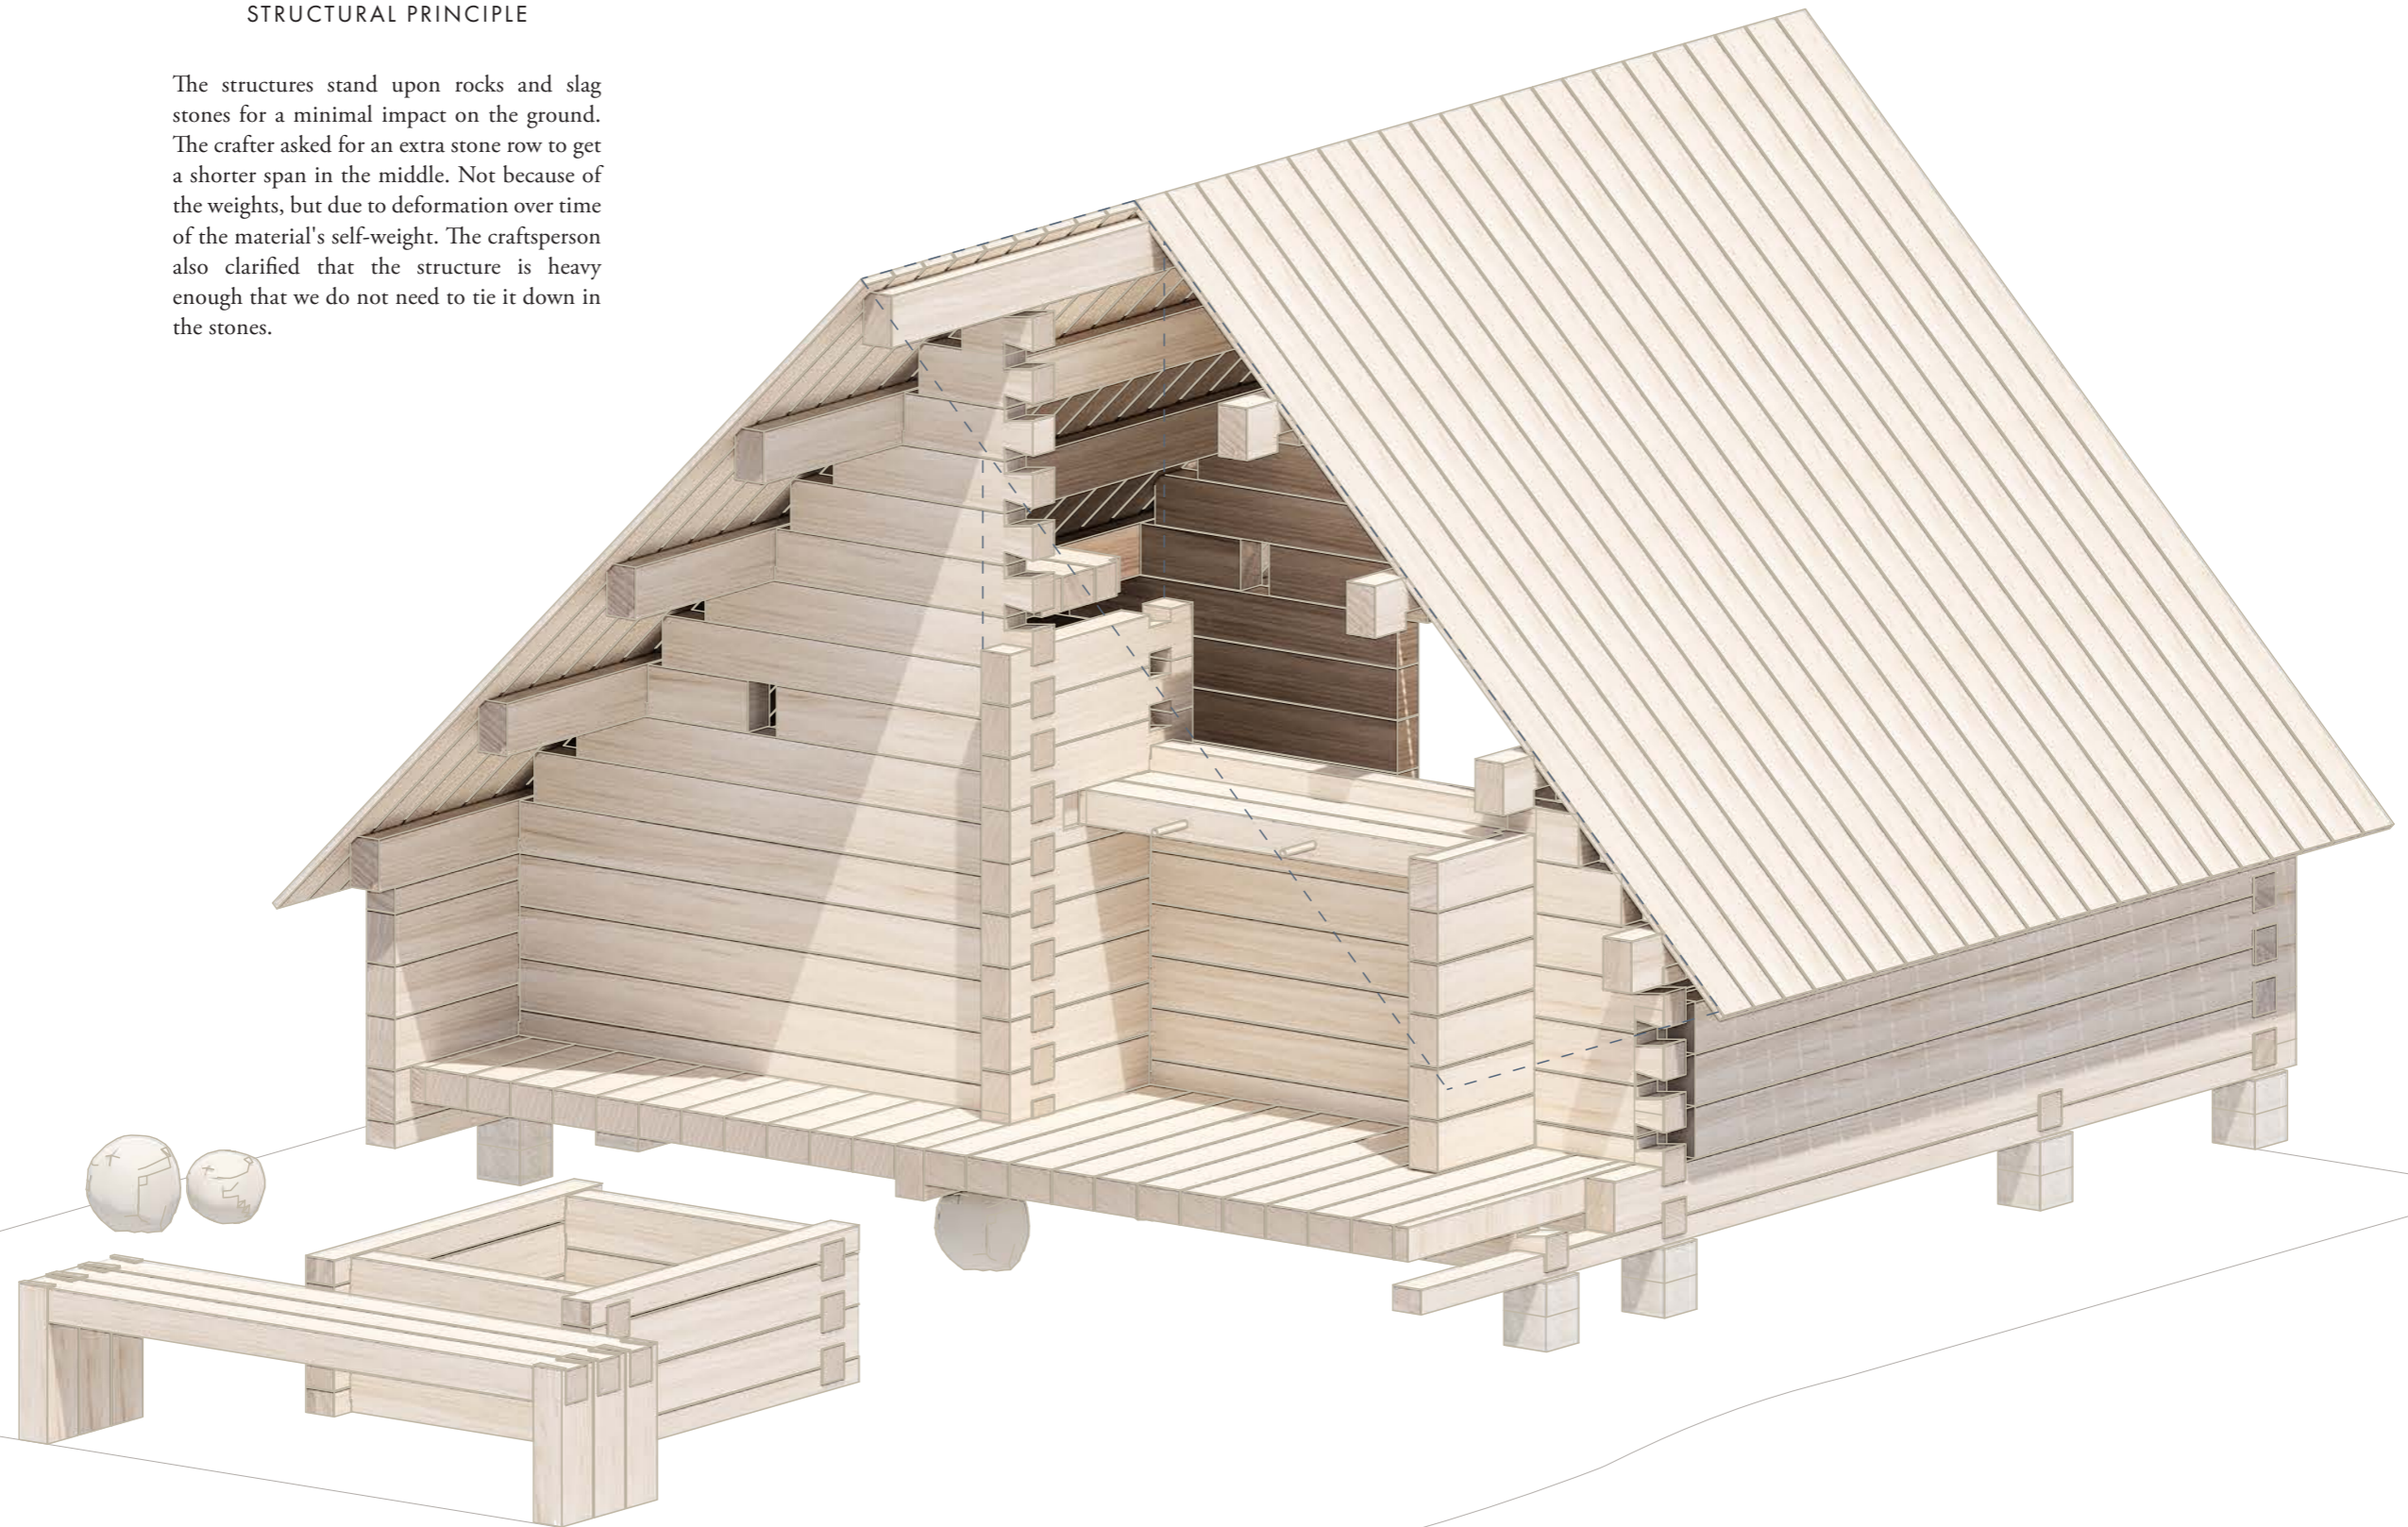 STRUCTURAL PRINCIPLE
The structures stand upon rocks and slag
stones for a minimal impact on the ground.
The crafter asked for an extra stone row to get
a shorter span in the middle. Not because of
the weights, but due to deformation over time
of the material's self-weight. The craftsperson
also clarified that the structure is heavy
enough that we do not need to tie it down in
the stones.